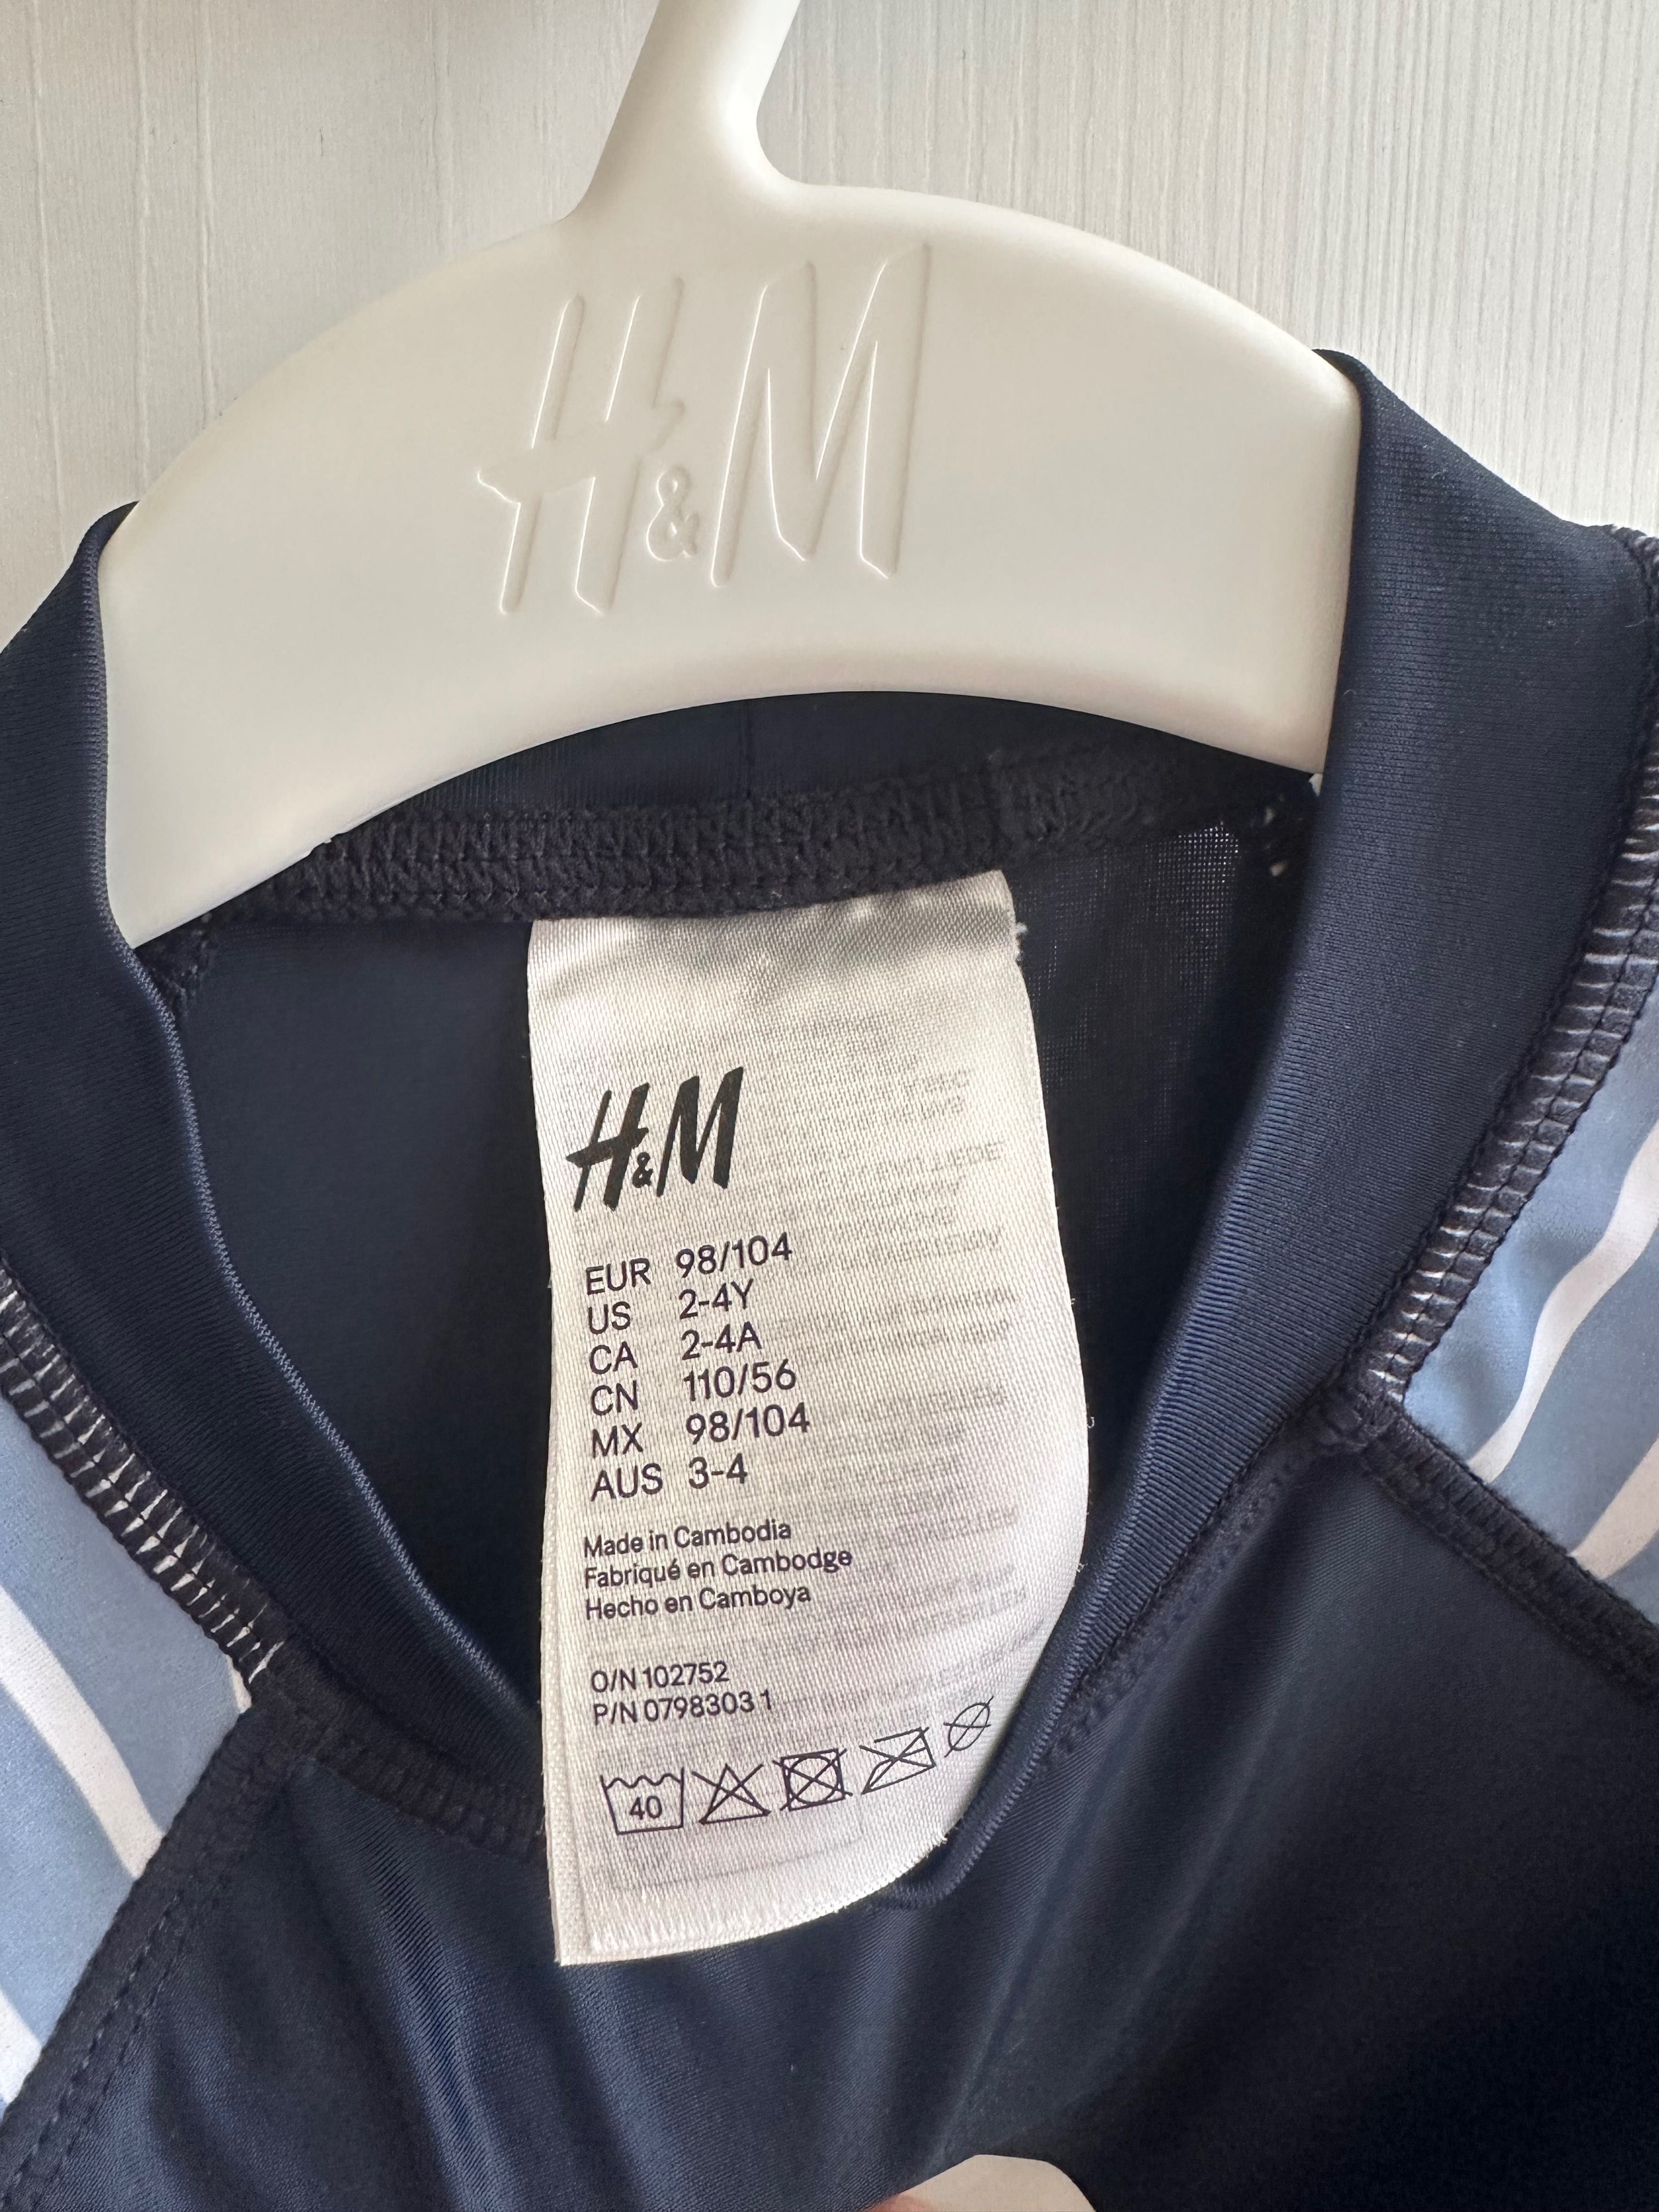 H&M
H&M
EUR 98/104
US 2-4Y
CA 2-4A
CN 110/56
MX 98/104
AUS 3-4
Made in Cambodia
Fabriqué en Cambodge
Hecho en Camboya
O/N 102752
P/N 0798303 1
40